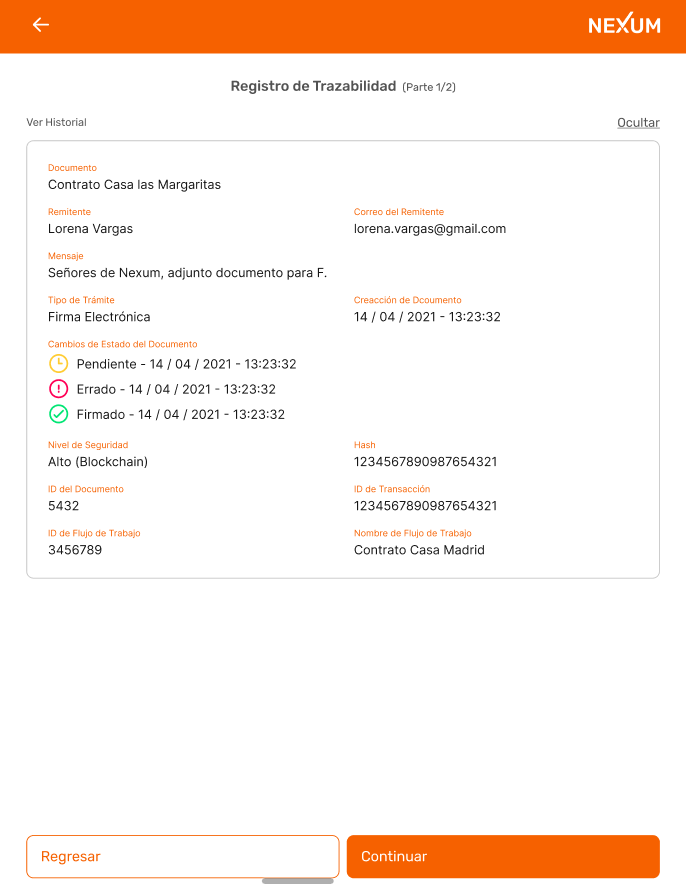 NEXUM
Registro de Trazabilidad (Parte 1/2)
Ver Historial
Ocultar
Documento
Contrato Casa las Margaritas
Remitente
Lorena Vargas
Correo del Remitente
lorena.vargas@gmail.com
Mensaje
Señores de Nexum, adjunto documento para F.
Tipo de Trámite
Firma Electrónica
Creacción de Dcoumento
14 / 04 / 2021 - 13:23:32
Cambios de Estado del Documento
Pendiente - 14 / 04 / 2021 - 13:23:32
Errado - 14 / 04 / 2021 - 13:23:32
Firmado - 14 / 04 / 2021 - 13:23:32
Nivel de Seguridad
Alto (Blockchain)
Hash
1234567890987654321
ID del Documento
5432
ID de Transacción
1234567890987654321
ID de Flujo de Trabajo
3456789
Nombre de Flujo de Trabajo
Contrato Casa Madrid
Regresar
Continuar